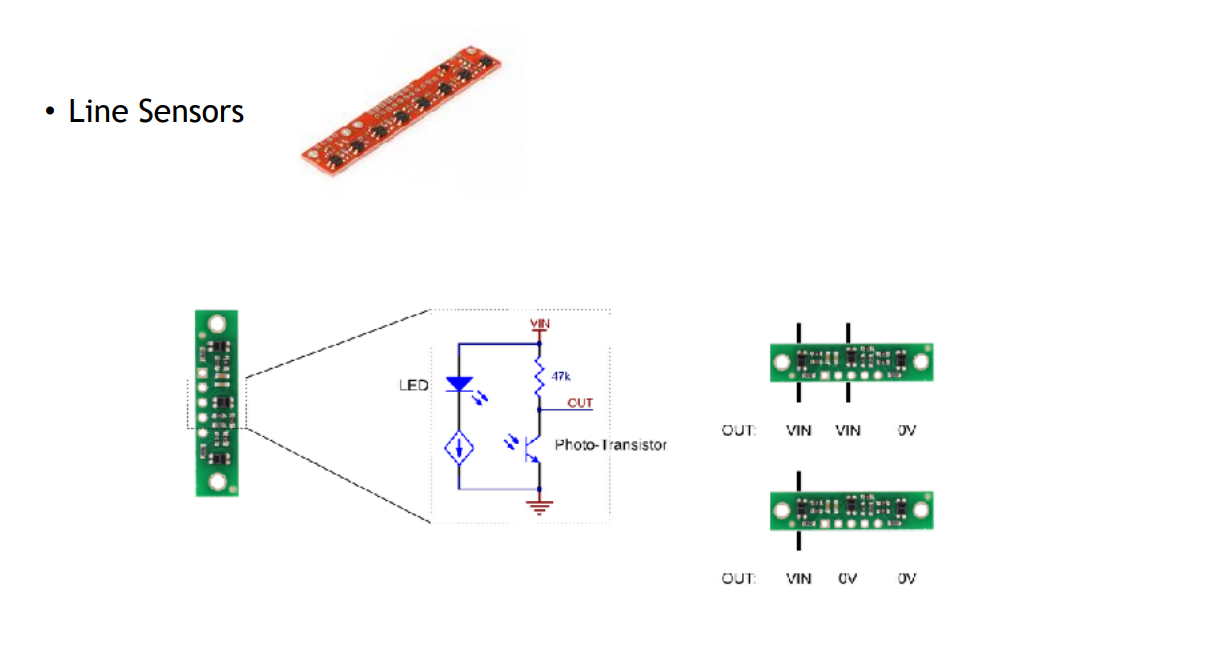 • Line Sensors
VIN
LED
47k
OUT
Photo-Transistor
OUT: VIN VIN 0V
OUT: VIN 0V 0V